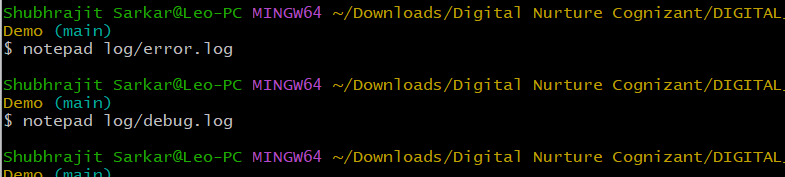 Shubhrajit Sarkar@Leo-PC MINGW64 ~/Downloads/Digital Nurture Cognizant/DIGITAL_
Demo (main)
$ notepad log/error.log
Shubhrajit Sarkar@Leo-PC MINGW64 ~/Downloads/Digital Nurture Cognizant/DIGITAL_
Demo (main)
$ notepad log/debug.log
Shubhrajit Sarkar@Leo-PC MINGW64 ~/Downloads/Digital Nurture Cognizant/DIGITAL_
Demo (main)